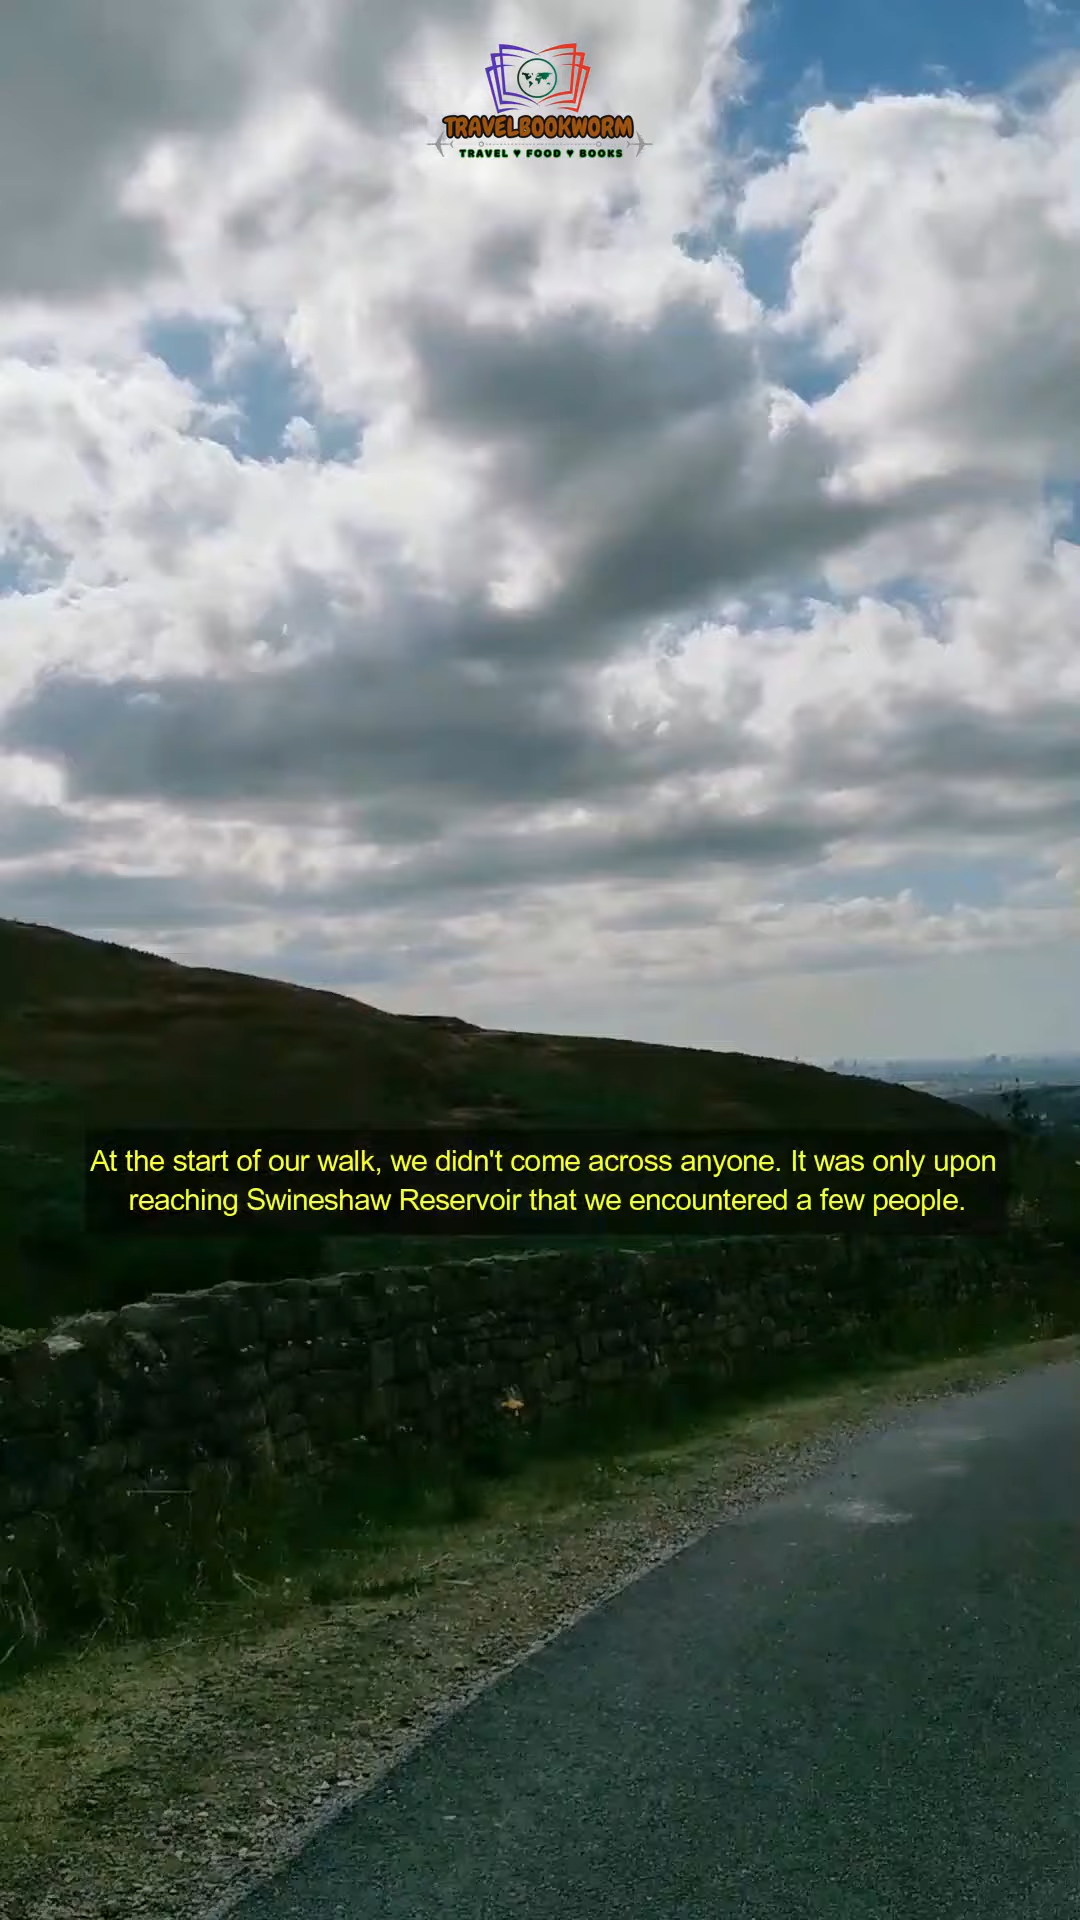 TRAVELBOOKWORM
TRAVEL ♥ FOOD ♥ BOOKS
At the start of our walk, we didn't come across anyone. It was only upon
reaching Swineshaw Reservoir that we encountered a few people.